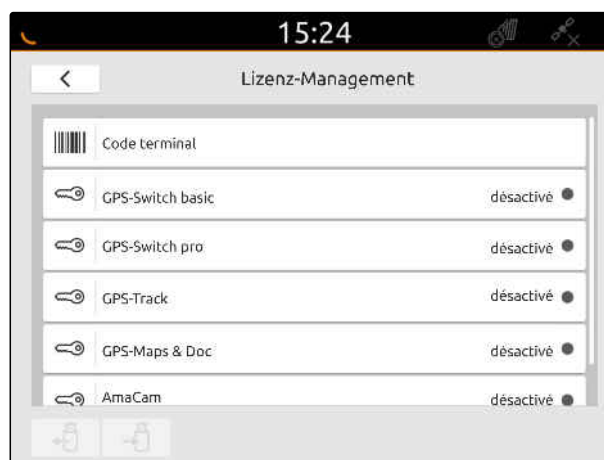 15:24
Lizenz-Management
Code terminal
GPS-Switch basic désactivé
GPS-Switch pro désactivé
GPS-Track désactivé
GPS-Maps & Doc désactivé
AmaCam désactivé